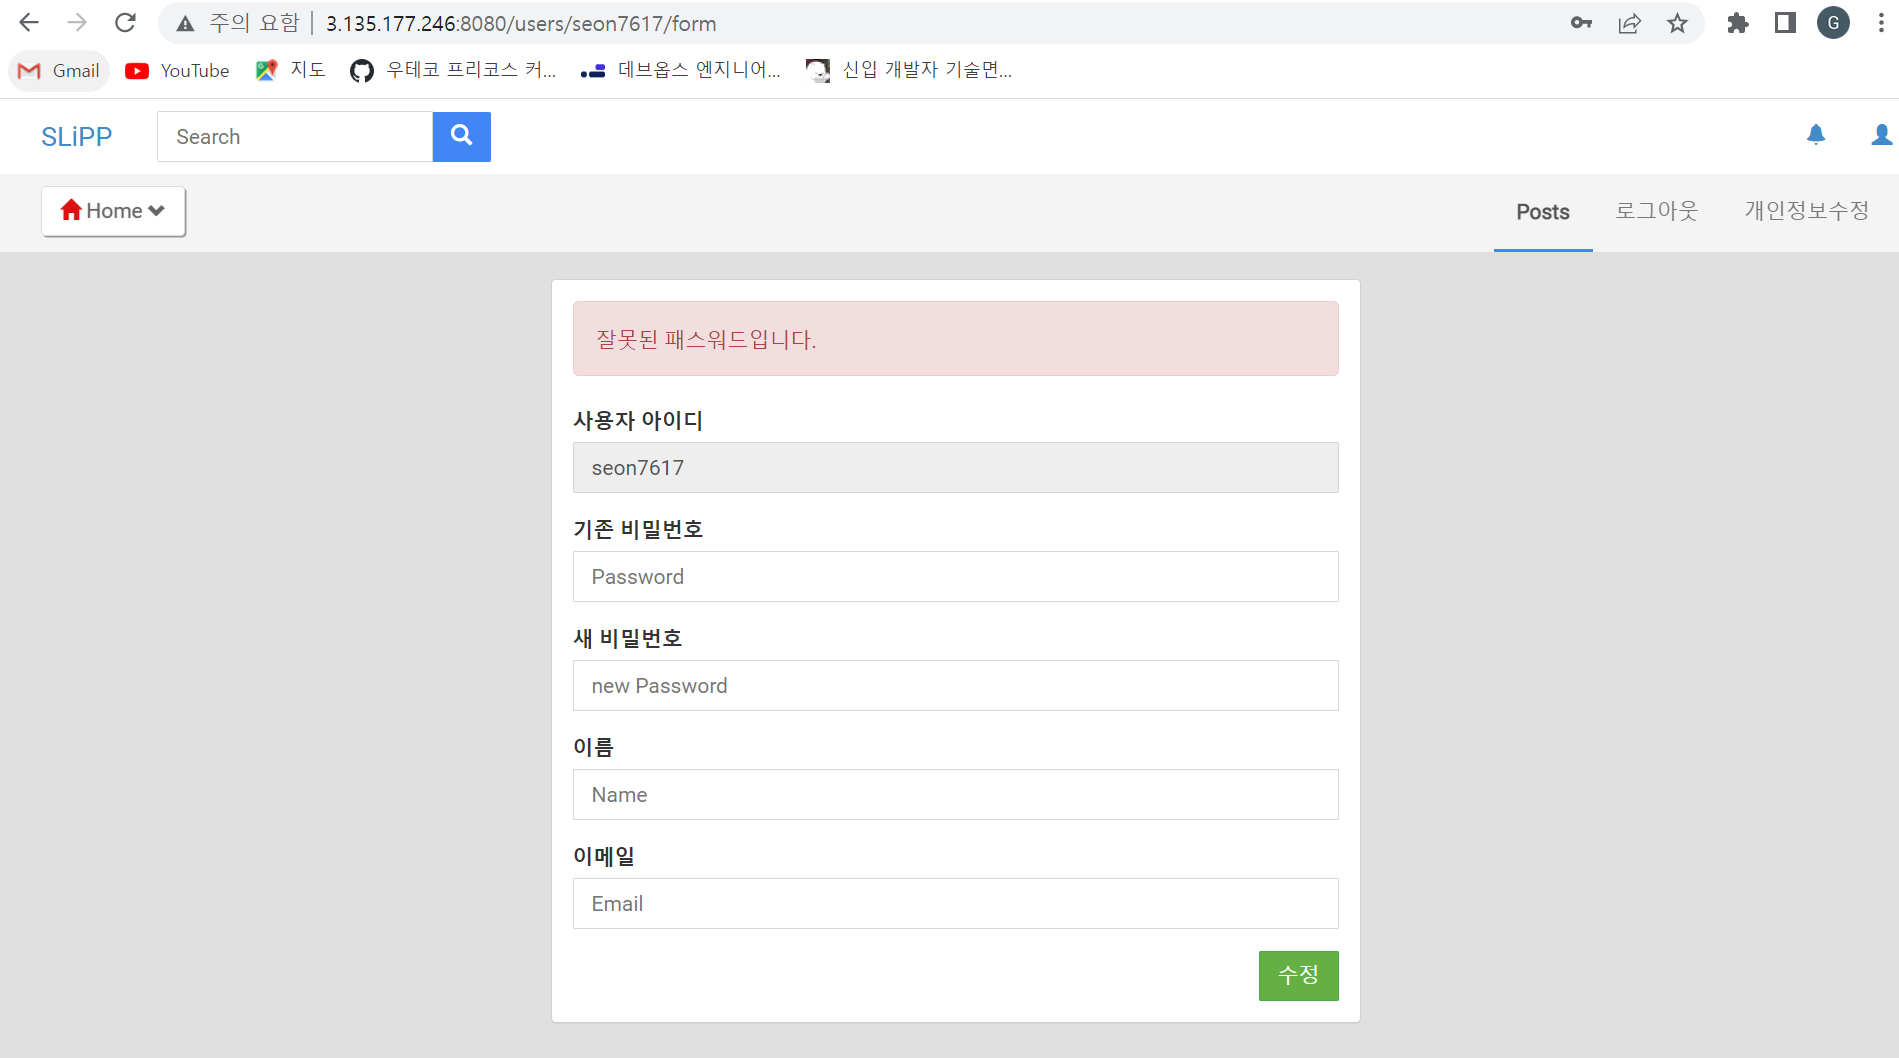 주의 요함 | 3.135.177.246:8080/users/seon7617/form G
Gmail YouTube 지도 우테코 프리코스 커... 데브옵스 엔지니어... 신입 개발자 기술면...
SLiPP Search
Home Posts 로그아웃 개인정보수정
잘못된 패스워드입니다.
사용자 아이디
seon7617
기존 비밀번호
Password
새 비밀번호
new Password
이름
Name
이메일
Email
수정